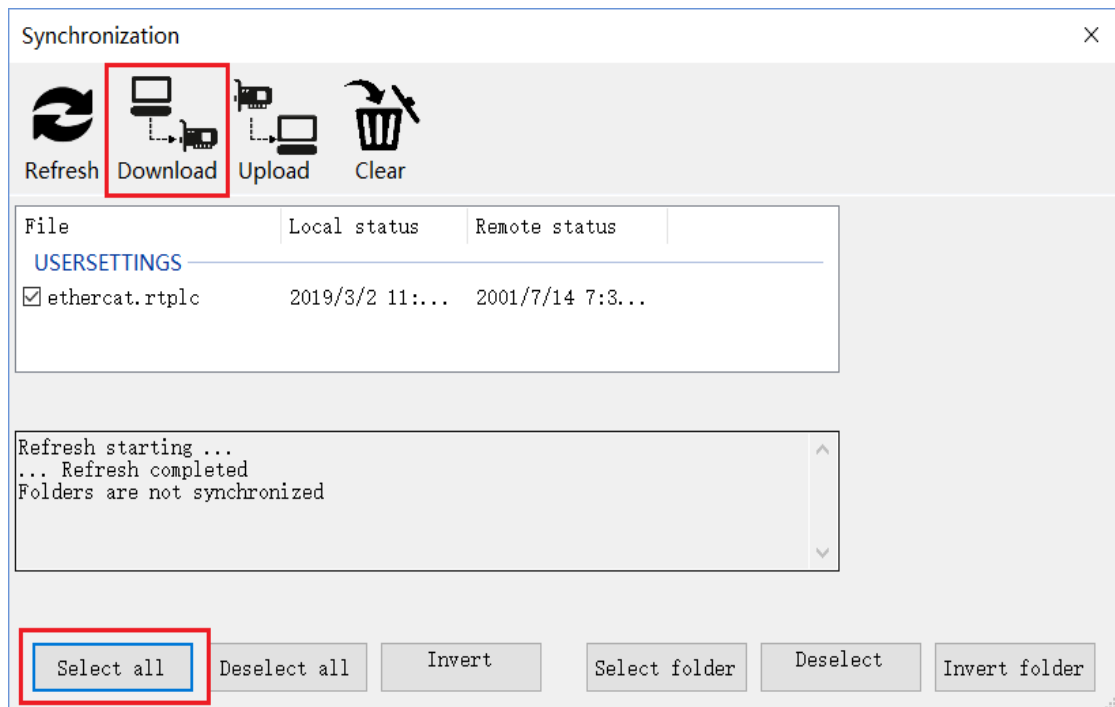 Synchronization
Refresh Download Upload Clear
File Local status Remote status
USERSETTINGS
ethercat.rtplc 2019/3/2 11:... 2001/7/14 7:3...
Refresh starting ...
... Refresh completed
Folders are not synchronized
Select all Deselect all Invert Select folder Deselect Invert folder